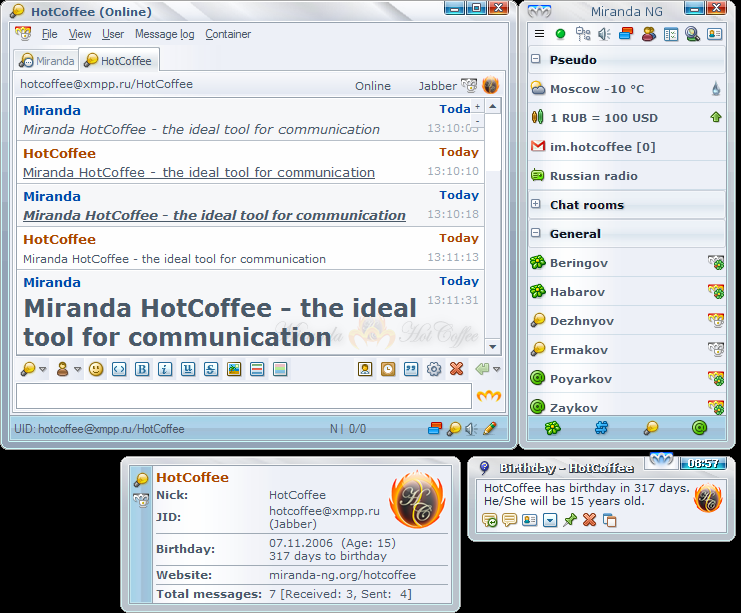 HotCoffee (Online)
File View User Message log Container
Miranda HotCoffee
hotcoffee@xmpp.ru/HotCoffee Online Jabber
Miranda Toda
Miranda HotCoffee - the ideal tool for communication 13:10:03
HotCoffee Today
Miranda HotCoffee - the ideal tool for communication 13:10:10
Miranda Today
Miranda HotCoffee - the ideal tool for communication 13:10:18
HotCoffee Today
Miranda HotCoffee - the ideal tool for communication 13:11:13
Miranda Today
Miranda HotCoffee - the ideal 13:11:31
tool for communication
Hot Coffee
UID: hotcoffee@xmpp.ru/HotCoffee N | 0/0
Miranda NG
Pseudo
Moscow -10 °C
1 RUB = 100 USD
im.hotcoffee [0]
Russian radio
Chat rooms
General
Beringov
Habarov
Dezhnyov
Ermakov
Poyarkov
Zaykov
HotCoffee
Nick: HotCoffee
JID: hotcoffee@xmpp.ru
(Jabber)
Birthday: 07.11.2006 (Age: 15)
317 days to birthday
Website: miranda-ng.org/hotcoffee
Total messages: 7 [Received: 3, Sent: 4]
Birthday - HotCoffee 08:57
HotCoffee has birthday in 317 days.
He/She will be 15 years old.